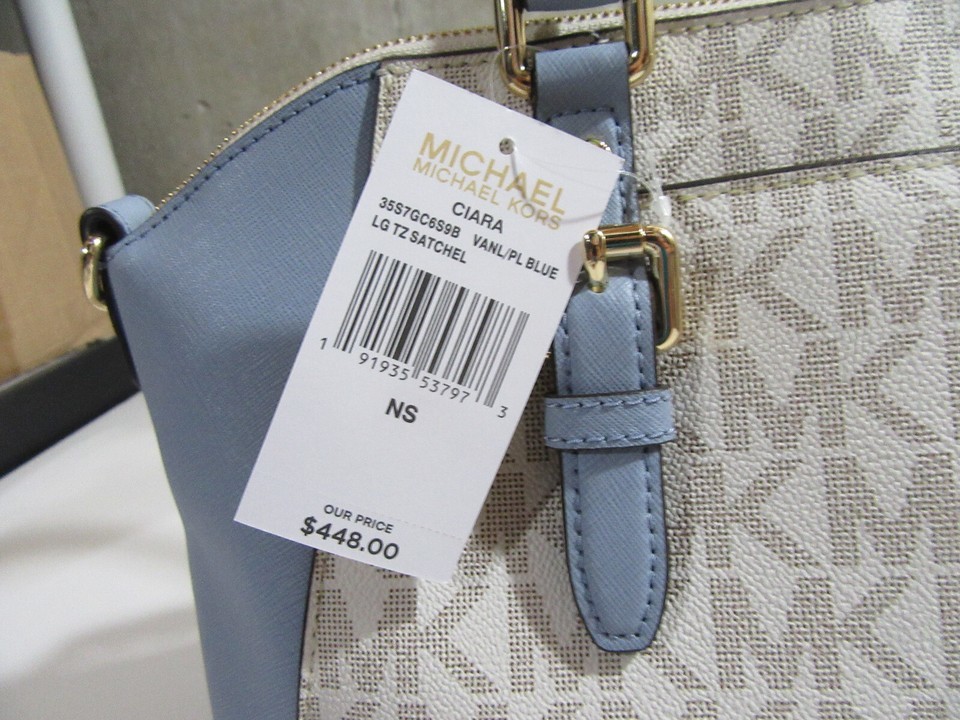 MICHAEL
MICHAEL KORS
CIARA
35S7GC6S9B VANL/PL BLUE
LG TZ SATCHEL
1 91935 53797 3
NS
OUR PRICE
$448.00